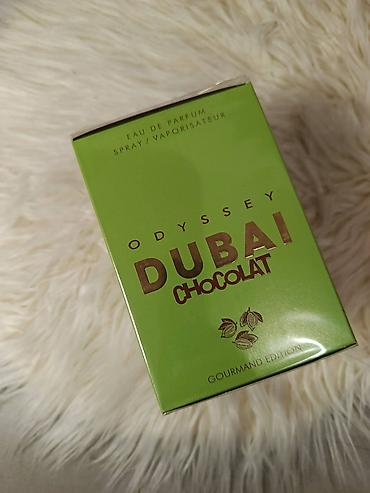 EAU DE PARFUM
SPRAY / VAPORISATEUR
ODYSSEY
DUBAI
CHOCOLAT
GOURMAND EDITION